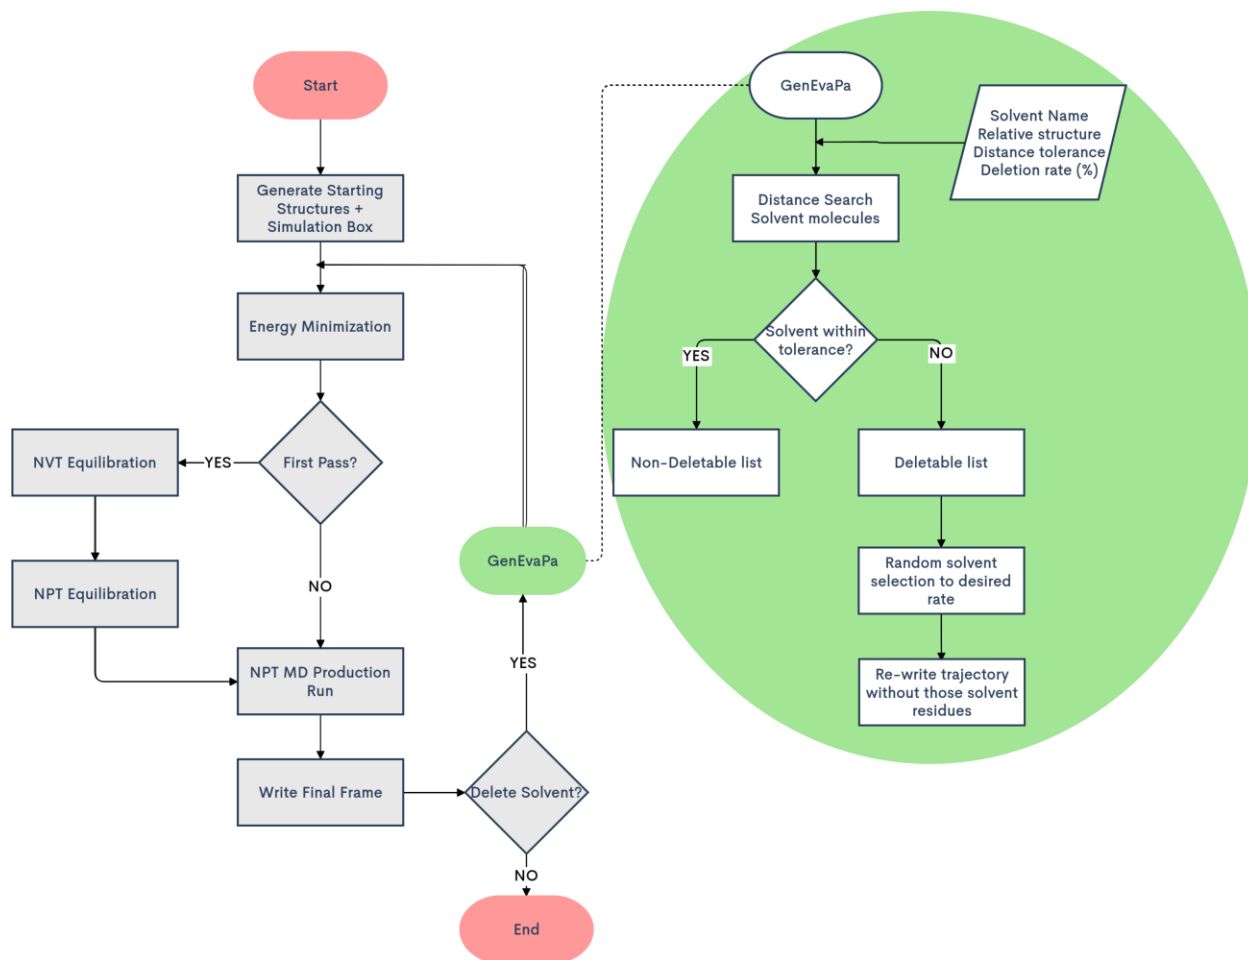 Start
Generate Starting
Structures +
Simulation Box
Energy Minimization
First Pass?
YES
NVT Equilibration
NPT Equilibration
NO
NPT MD Production
Run
Write Final Frame
Delete Solvent?
YES
GenEvaPa
NO
End
GenEvaPa
Solvent Name
Relative structure
Distance tolerance
Deletion rate (%)
Distance Search
Solvent molecules
Solvent within
tolerance?
YES
NO
Non-Deletable list
Deletable list
Random solvent
selection to desired
rate
Re-write trajectory
without those solvent
residues